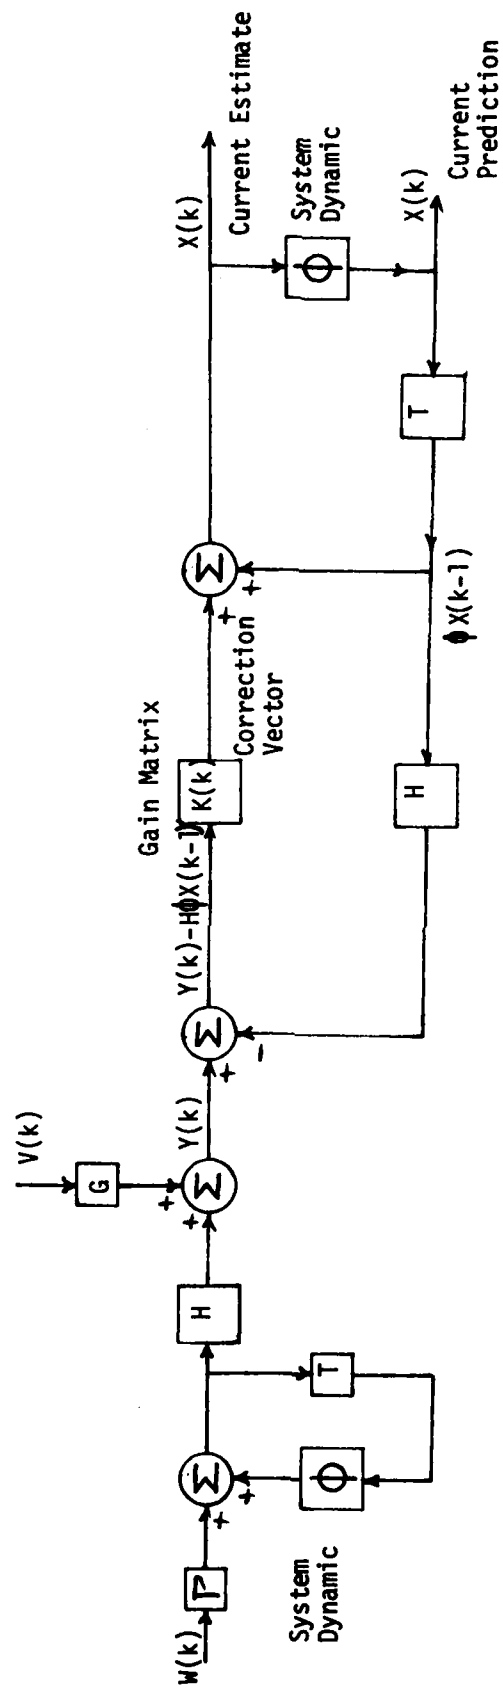 W(k)
Γ
Σ
+
+
System
Dynamic
Φ
T
H
V(k)
G
+
+
Σ
Y(k)
+
-
Σ
Y(k)-HΦX(k-1)
Gain Matrix
K(k)
Correction
Vector
+
+
Σ
X(k)
Current Estimate
System
Dynamic
Φ
X(k)
Current
Prediction
T
ΦX(k-1)
H